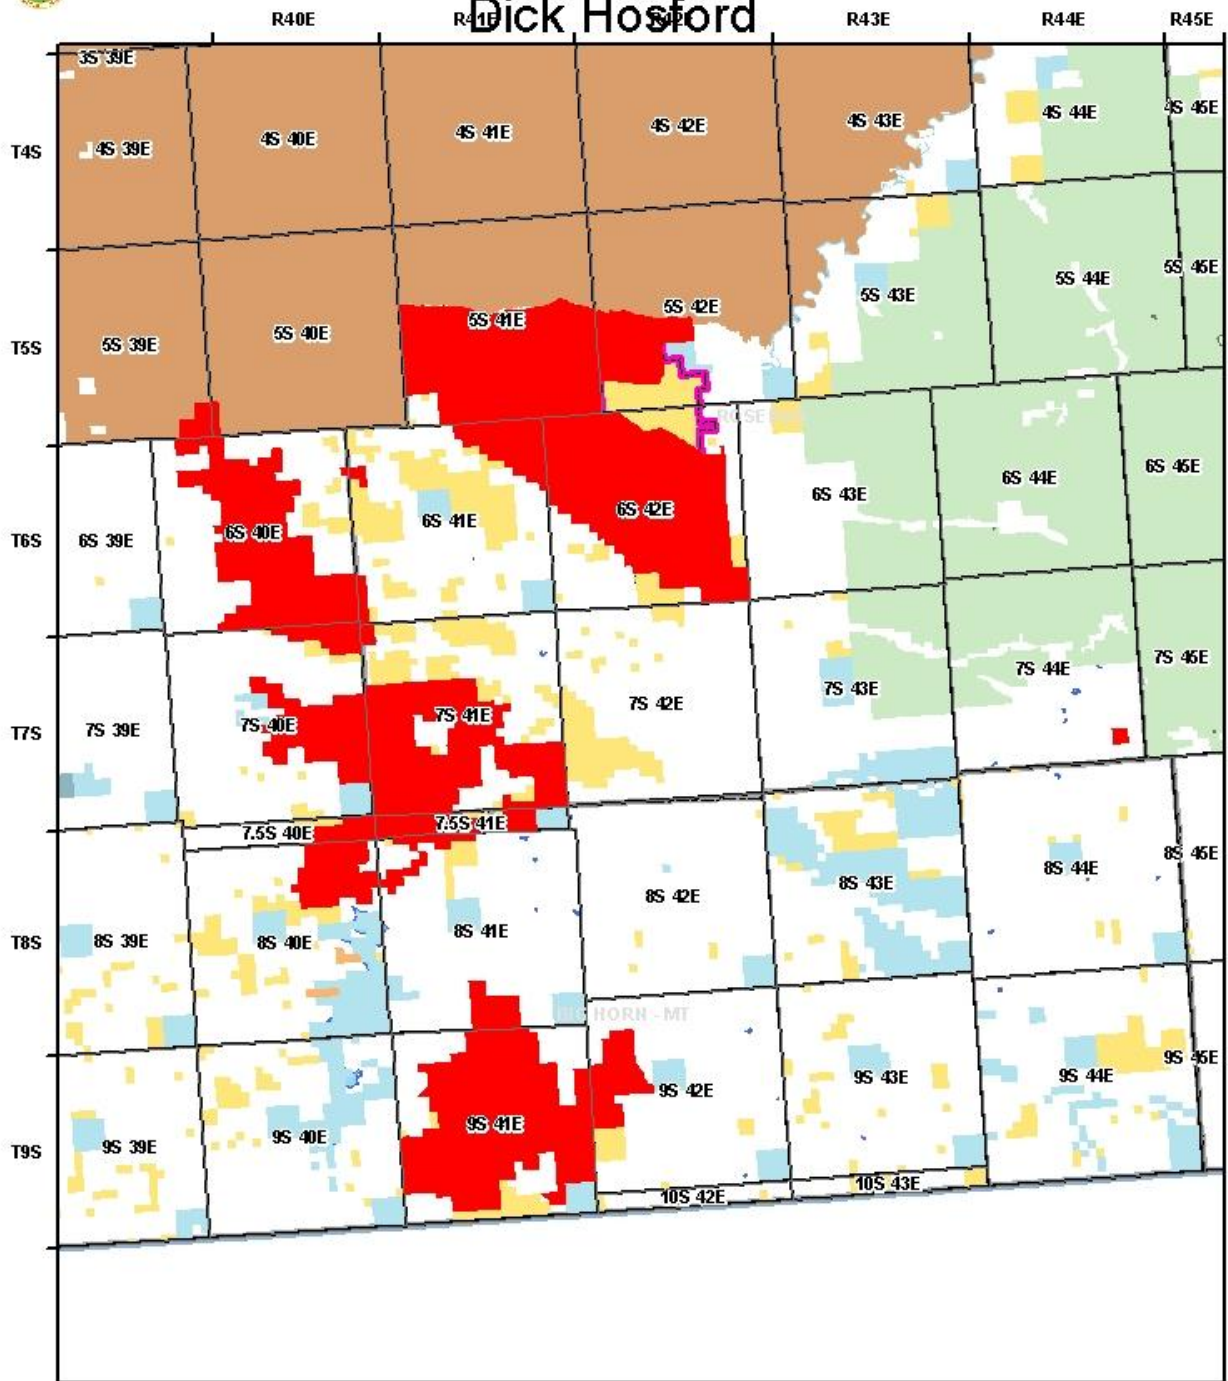 Dick Hosford
R40E R41E R42E R43E R44E R45E
3S 39E
T4S 4S 39E 4S 40E 4S 41E 4S 42E 4S 43E 4S 44E 4S 45E
T5S 5S 39E 5S 40E 5S 41E 5S 42E 5S 43E 5S 44E 5S 45E
ROSE
T6S 6S 39E 6S 40E 6S 41E 6S 42E 6S 43E 6S 44E 6S 45E
T7S 7S 39E 7S 40E 7S 41E 7S 42E 7S 43E 7S 44E 7S 45E
7.5S 40E 7.5S 41E
T8S 8S 39E 8S 40E 8S 41E 8S 42E 8S 43E 8S 44E 8S 45E
HORN - MT
T9S 9S 39E 9S 40E 9S 41E 9S 42E 9S 43E 9S 44E 9S 45E
10S 42E 10S 43E